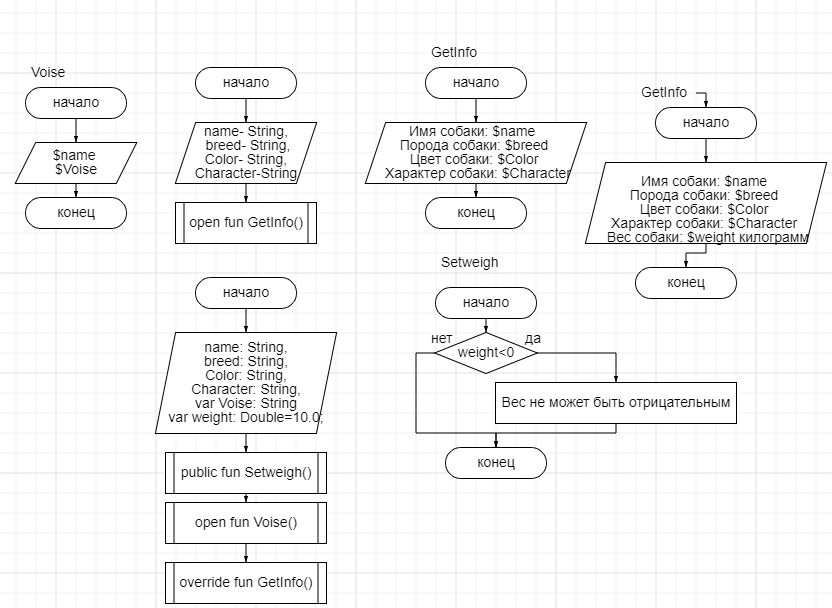 Voise
начало
$name
$Voise
конец
начало
name- String,
breed- String,
Color- String,
Character-String
open fun GetInfo()
GetInfo
начало
Имя собаки: $name
Порода собаки: $breed
Цвет собаки: $Color
Характер собаки: $Character
конец
GetInfo
начало
Имя собаки: $name
Порода собаки: $breed
Цвет собаки: $Color
Характер собаки: $Character
Вес собаки: $weight килограмм
конец
начало
name: String,
breed: String,
Color: String,
Character: String,
var Voise: String
var weight: Double=10.0;
public fun Setweigh()
open fun Voise()
override fun GetInfo()
Setweigh
начало
нет
да
weight<0
Вес не может быть отрицательным
конец